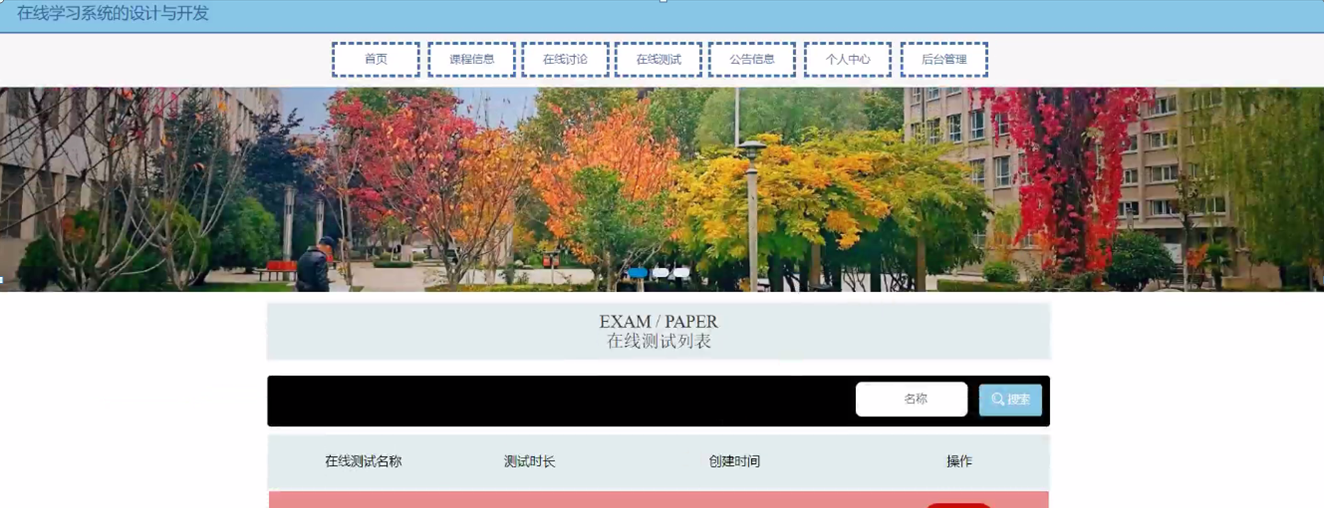 在线学习系统的设计与开发
首页 课程信息 在线讨论 在线测试 公告信息 个人中心 后台管理
EXAM / PAPER
在线测试列表
名称 搜索
在线测试名称 测试时长 创建时间 操作